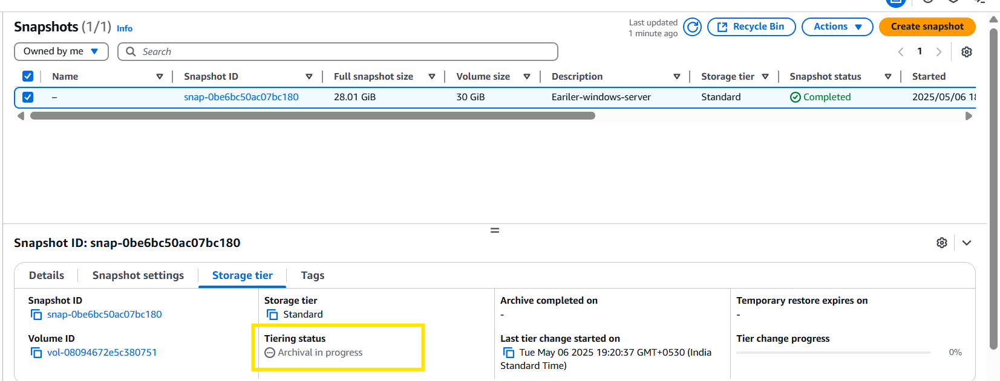 Snapshots (1/1) Info
Last updated
1 minute ago
Recycle Bin
Actions
Create snapshot
Owned by me
Search
1
Name Snapshot ID Full snapshot size Volume size Description Storage tier Snapshot status Started
– snap-0be6bc50ac07bc180 28.01 GiB 30 GiB Eariler-windows-server Standard Completed 2025/05/06 18
Snapshot ID: snap-0be6bc50ac07bc180
Details Snapshot settings Storage tier Tags
Snapshot ID
snap-0be6bc50ac07bc180
Storage tier
Standard
Archive completed on
-
Temporary restore expires on
-
Volume ID
vol-08094672e5c380751
Tiering status
Archival in progress
Last tier change started on
Tue May 06 2025 19:20:37 GMT+0530 (India
Standard Time)
Tier change progress
0%